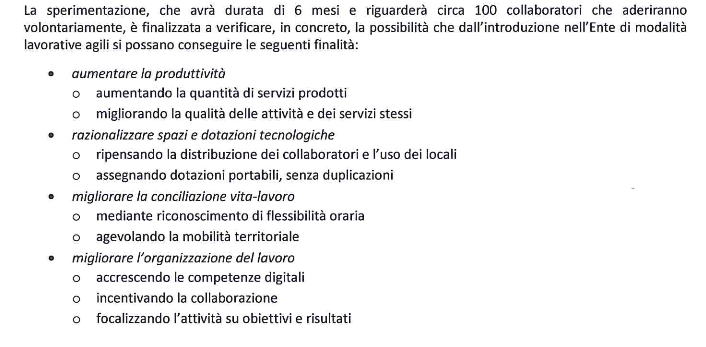 La sperimentazione, che avrà durata di 6 mesi e riguarderà circa 100 collaboratori che aderiranno
volontariamente, è finalizzata a verificare, in concreto, la possibilità che dall'introduzione nell'Ente di modalità
lavorative agili si possano conseguire le seguenti finalità:
• aumentare la produttività
o aumentando la quantità di servizi prodotti
o migliorando la qualità delle attività e dei servizi stessi
• razionalizzare spazi e dotazioni tecnologiche
o ripensando la distribuzione dei collaboratori e l'uso dei locali
o assegnando dotazioni portabili, senza duplicazioni
• migliorare la conciliazione vita-lavoro
o mediante riconoscimento di flessibilità oraria
o agevolando la mobilità territoriale
• migliorare l'organizzazione del lavoro
o accrescendo le competenze digitali
o incentivando la collaborazione
o focalizzando l'attività su obiettivi e risultati